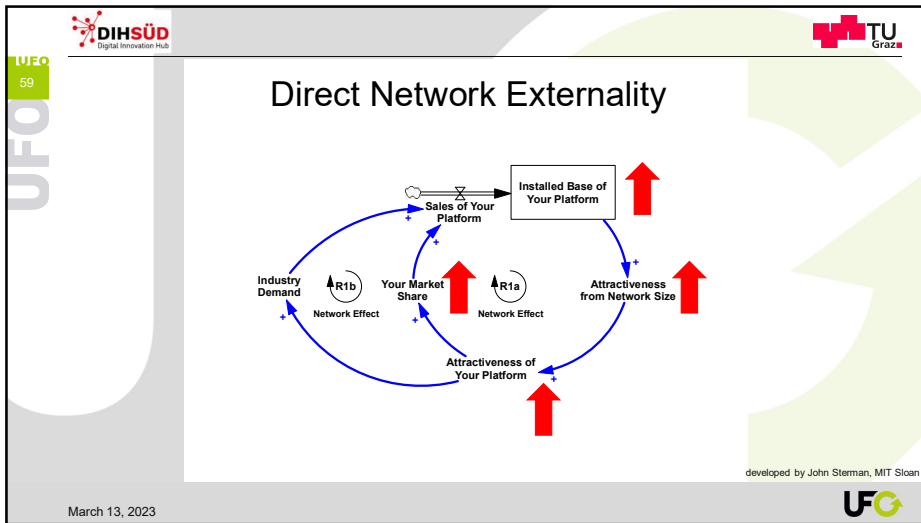 DIHSÜD
Digital Innovation Hub
TU
Graz
UFO
59
UFO
Direct Network Externality
Installed Base of
Your Platform
Sales of Your
Platform
+
+
+
Industry
Demand
R1b
Network Effect
Your Market
Share
R1a
Network Effect
Attractiveness
from Network Size
+
+
Attractiveness of
Your Platform
+
developed by John Sterman, MIT Sloan
March 13, 2023
UFO